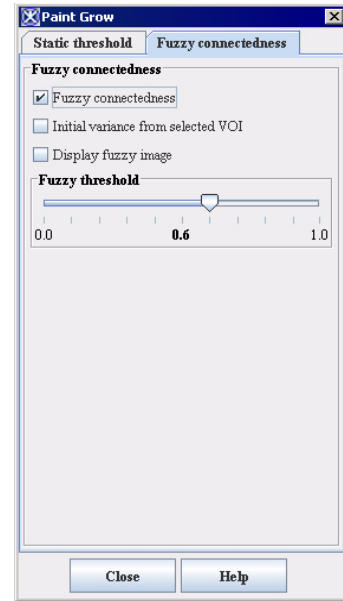 Paint Grow
Static threshold Fuzzy connectedness
Fuzzy connectedness
Fuzzy connectedness
Initial variance from selected VOI
Display fuzzy image
Fuzzy threshold
0.0 0.6 1.0
Close Help